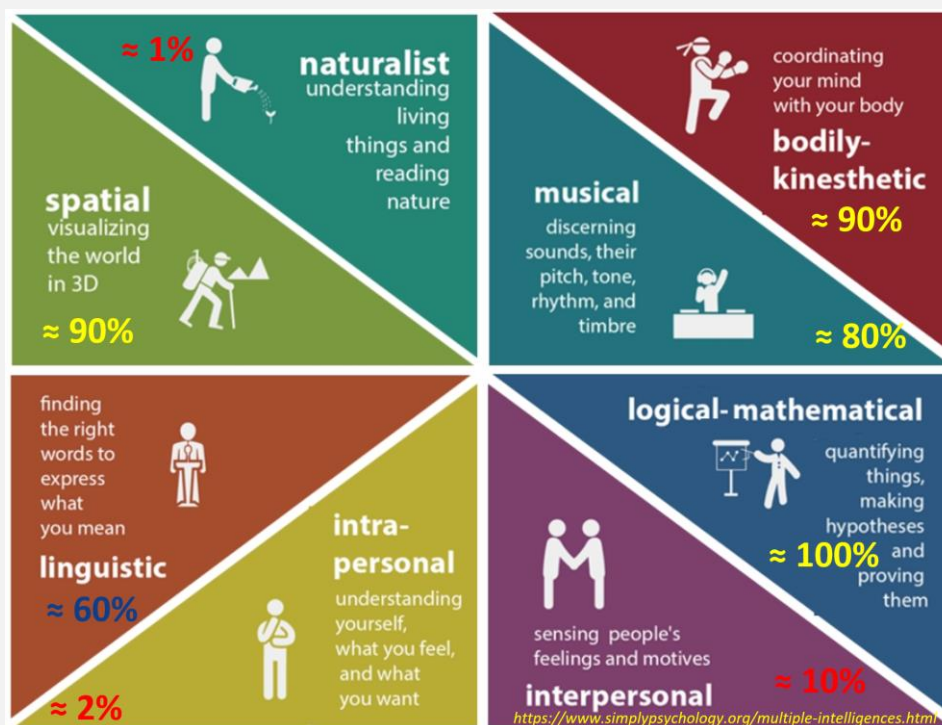 ≈ 1%
naturalist
understanding
living
things and
reading
nature
spatial
visualizing
the world
in 3D
≈ 90%
coordinating
your mind
with your body
bodily-
kinesthetic
≈ 90%
musical
discerning
sounds, their
pitch, tone,
rhythm, and
timbre
≈ 80%
finding
the right
words to
express
what
you mean
linguistic
≈ 60%
intra-
personal
understanding
yourself,
what you feel,
and what
you want
≈ 2%
logical-mathematical
quantifying
things,
making
hypotheses
and
proving
them
≈ 100%
sensing people's
feelings and motives
interpersonal
≈ 10%
https://www.simplypsychology.org/multiple-intelligences.html